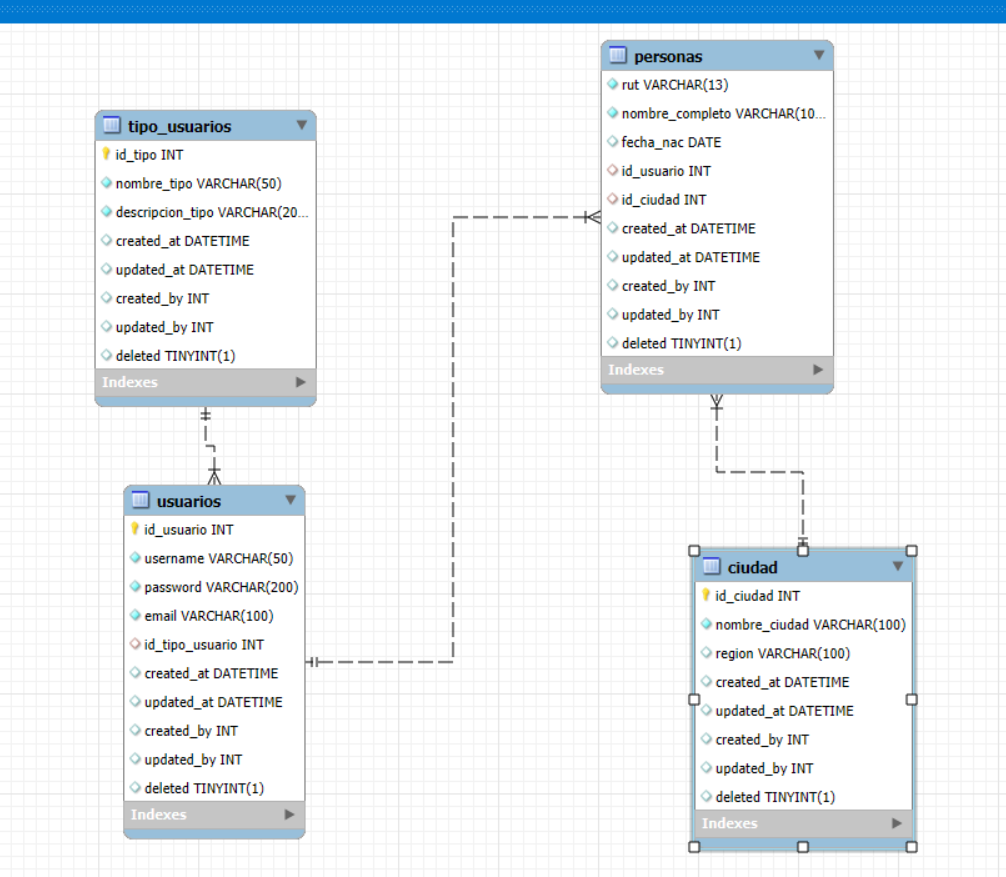 tipo_usuarios
id_tipo INT
nombre_tipo VARCHAR(50)
descripcion_tipo VARCHAR(20...
created_at DATETIME
updated_at DATETIME
created_by INT
updated_by INT
deleted TINYINT(1)
Indexes
usuarios
id_usuario INT
username VARCHAR(50)
password VARCHAR(200)
email VARCHAR(100)
id_tipo_usuario INT
created_at DATETIME
updated_at DATETIME
created_by INT
updated_by INT
deleted TINYINT(1)
Indexes
personas
rut VARCHAR(13)
nombre_completo VARCHAR(10...
fecha_nac DATE
id_usuario INT
id_ciudad INT
created_at DATETIME
updated_at DATETIME
created_by INT
updated_by INT
deleted TINYINT(1)
Indexes
ciudad
id_ciudad INT
nombre_ciudad VARCHAR(100)
region VARCHAR(100)
created_at DATETIME
updated_at DATETIME
created_by INT
updated_by INT
deleted TINYINT(1)
Indexes